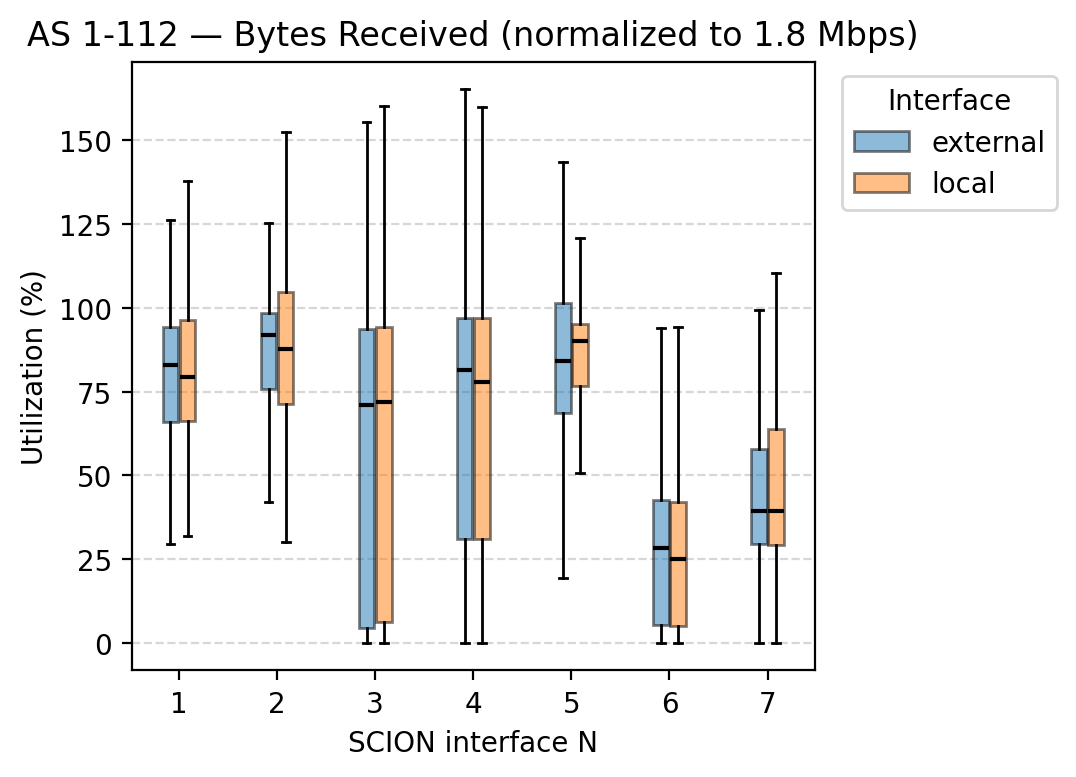 AS 1-112 — Bytes Received (normalized to 1.8 Mbps)
Interface
external
local
Utilization (%)
150
125
100
75
50
25
0
1 2 3 4 5 6 7
SCION interface N